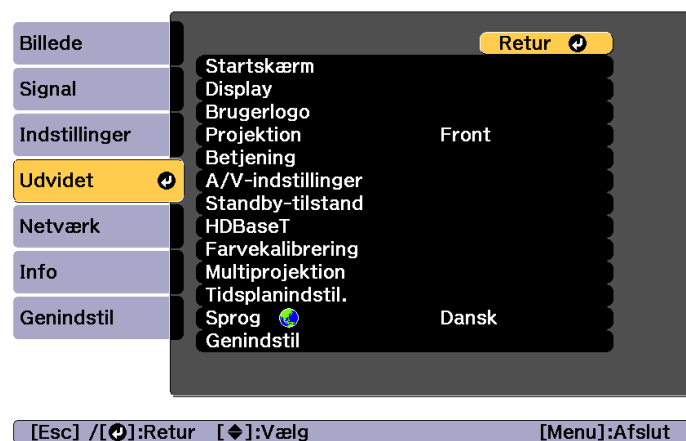 Billede
Signal
Indstillinger
Udvidet
Netværk
Info
Genindstil
Retur
Startskærm
Display
Brugerlogo
Projektion Front
Betjening
A/V-indstillinger
Standby-tilstand
HDBaseT
Farvekalibrering
Multiprojektion
Tidsplanindstil.
Sprog Dansk
Genindstil
[Esc] /[⏎]:Retur [◆]:Vælg [Menu]:Afslut